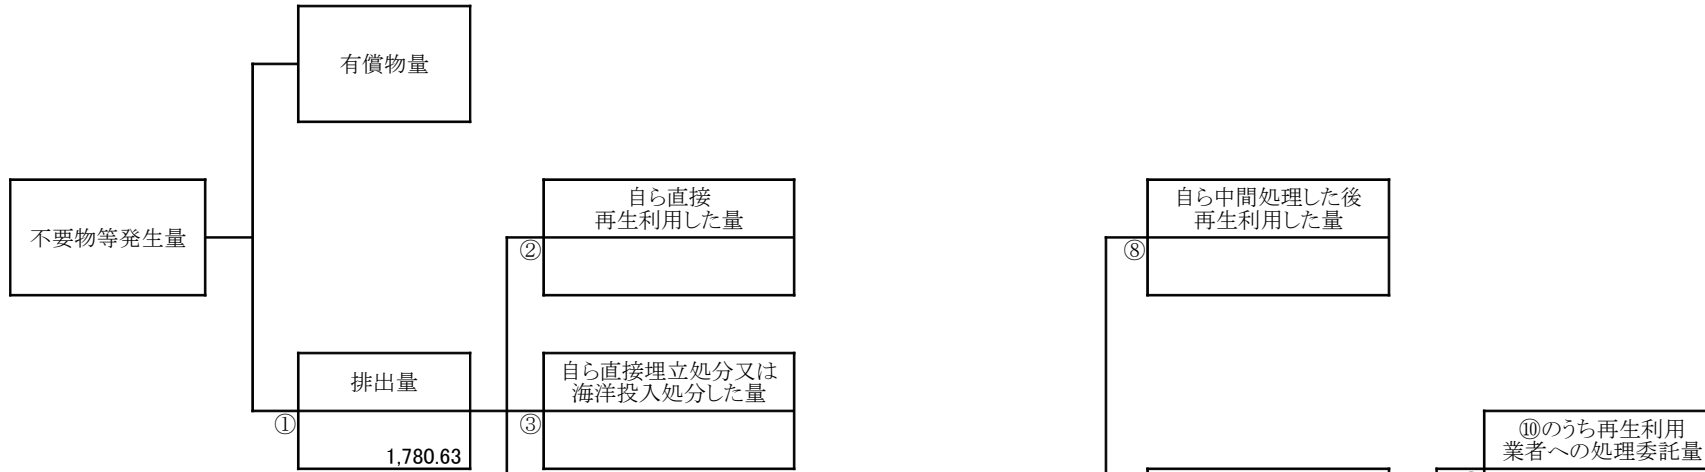 有償物量
不要物等発生量
自ら直接
再生利用した量
②
自ら中間処理した後
再生利用した量
⑧
排出量
①
1,780.63
自ら直接埋立処分又は
海洋投入処分した量
③
⑩のうち再生利用
業者への処理委託量